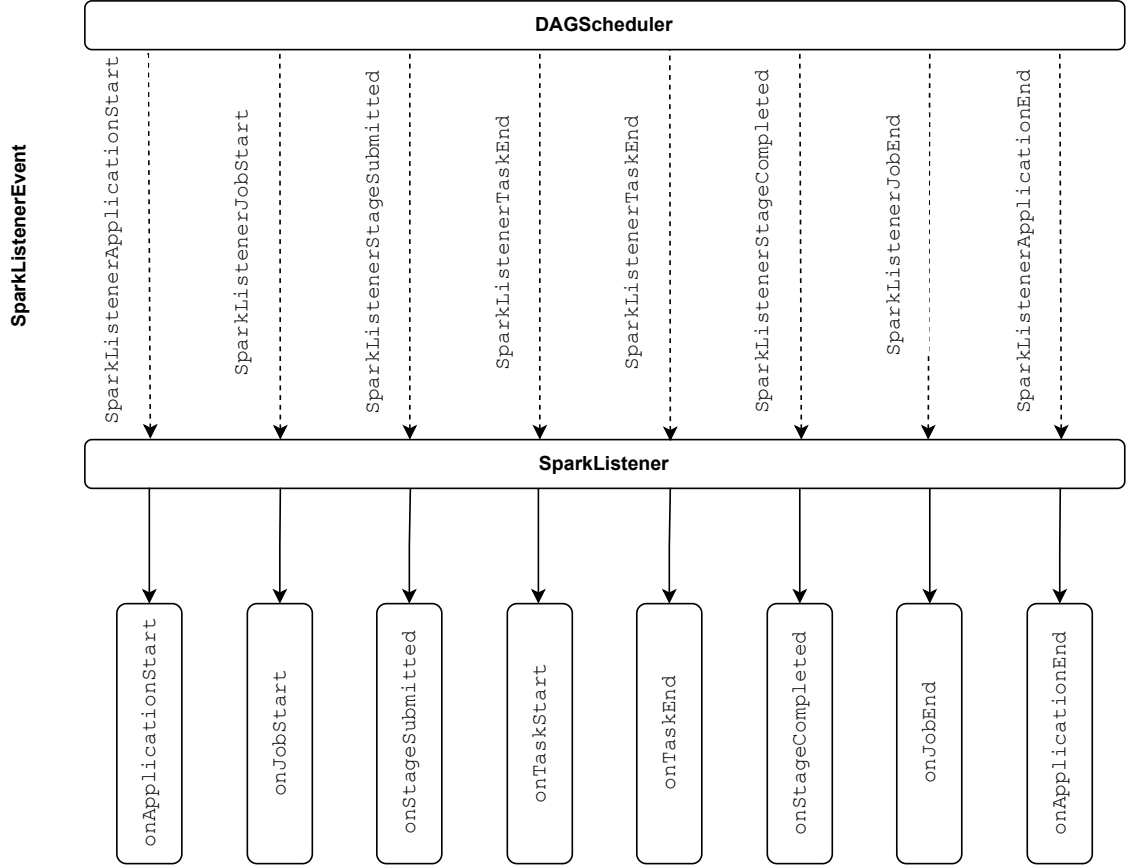 DAGScheduler
SparkListenerEvent
SparkListenerApplicationStart
SparkListenerJobStart
SparkListenerStageSubmitted
SparkListenerTaskEnd
SparkListenerTaskEnd
SparkListenerStageCompleted
SparkListenerJobEnd
SparkListenerApplicationEnd
SparkListener
onApplicationStart
onJobStart
onStageSubmitted
onTaskStart
onTaskEnd
onStageCompleted
onJobEnd
onApplicationEnd